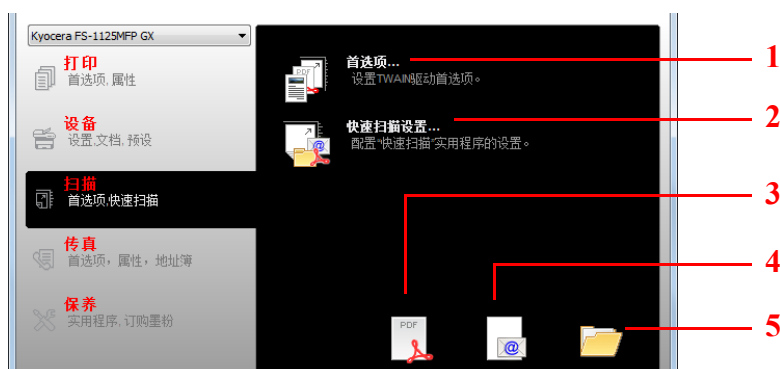 Kyocera FS-1125MFP GX
打印
首选项, 属性
设备
设置, 文档, 预设
扫描
首选项, 快速扫描
传真
首选项，属性，地址簿
保养
实用程序, 订购墨粉
首选项...
设置TWAIN驱动首选项。
快速扫描设置...
配置“快速扫描”实用程序的设置。
1
2
3
4
5
PDF
PDF
@
@